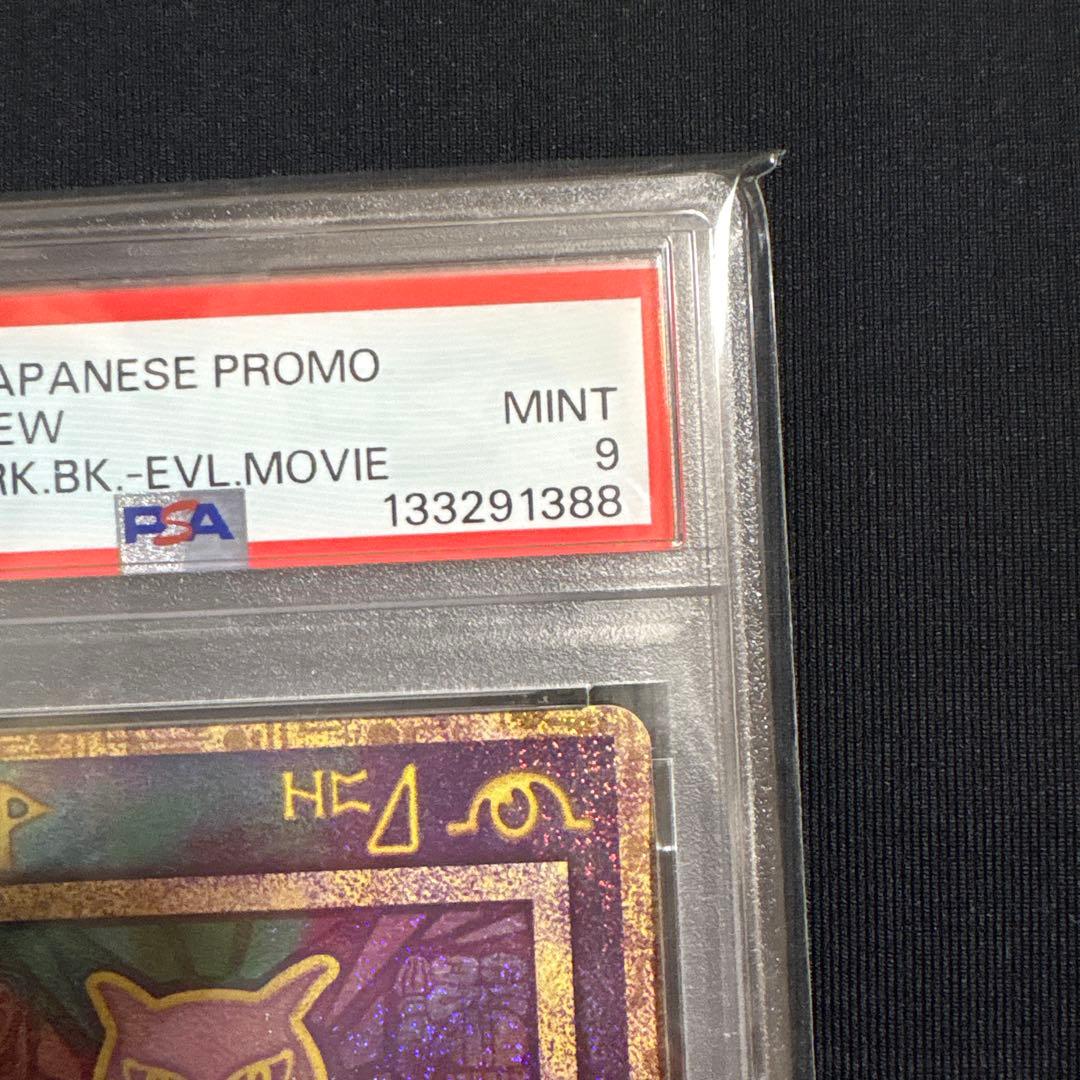 APANESE PROMO
EW
RK.BK.-EVL.MOVIE
MINT
9
133291388
PSA